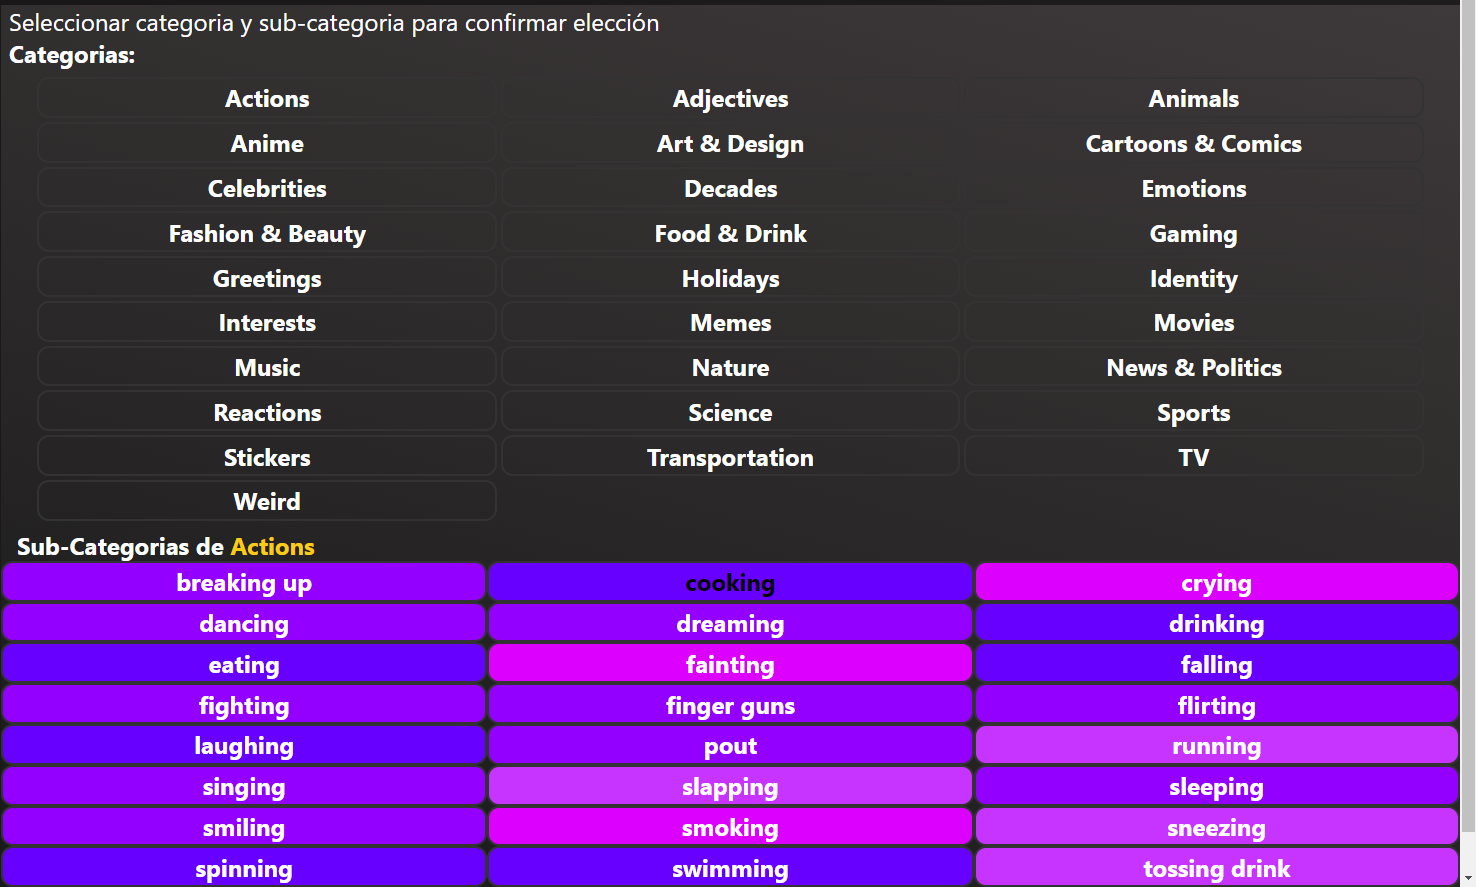 Seleccionar categoria y sub-categoria para confirmar elección
Categorias:
Actions Adjectives Animals
Anime Art & Design Cartoons & Comics
Celebrities Decades Emotions
Fashion & Beauty Food & Drink Gaming
Greetings Holidays Identity
Interests Memes Movies
Music Nature News & Politics
Reactions Science Sports
Stickers Transportation TV
Weird
Sub-Categorias de Actions
breaking up cooking crying
dancing dreaming drinking
eating fainting falling
fighting finger guns flirting
laughing pout running
singing slapping sleeping
smiling smoking sneezing
spinning swimming tossing drink